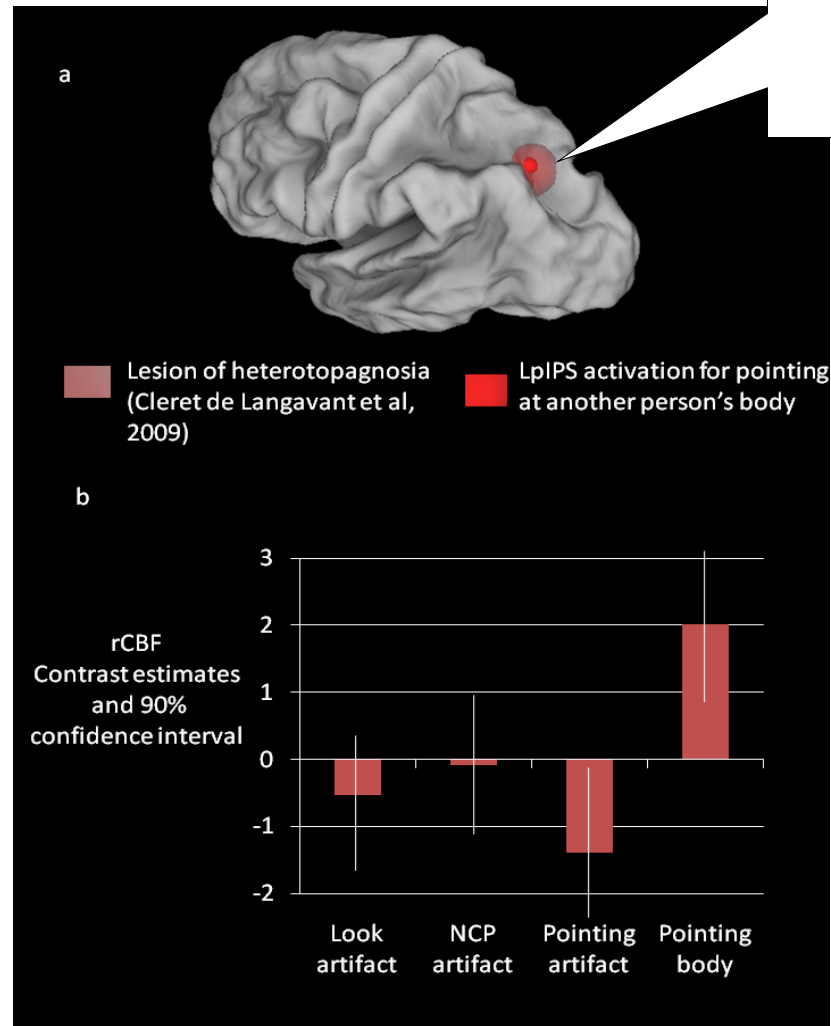 a
Lesion of heterotopagnosia
(Cleret de Langavant et al,
2009)
LpIPS activation for pointing
at another person's body
b
rCBF
Contrast estimates
and 90%
confidence interval
3
2
1
0
-1
-2
Look
artifact
NCP
artifact
Pointing
artifact
Pointing
body